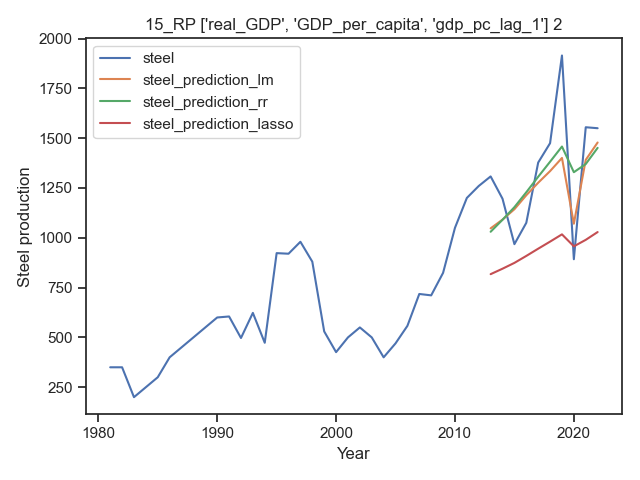 15_RP ['real_GDP', 'GDP_per_capita', 'gdp_pc_lag_1'] 2
steel
steel_prediction_lm
steel_prediction_rr
steel_prediction_lasso
Steel production
2000
1750
1500
1250
1000
750
500
250
1980
1990
2000
2010
2020
Year